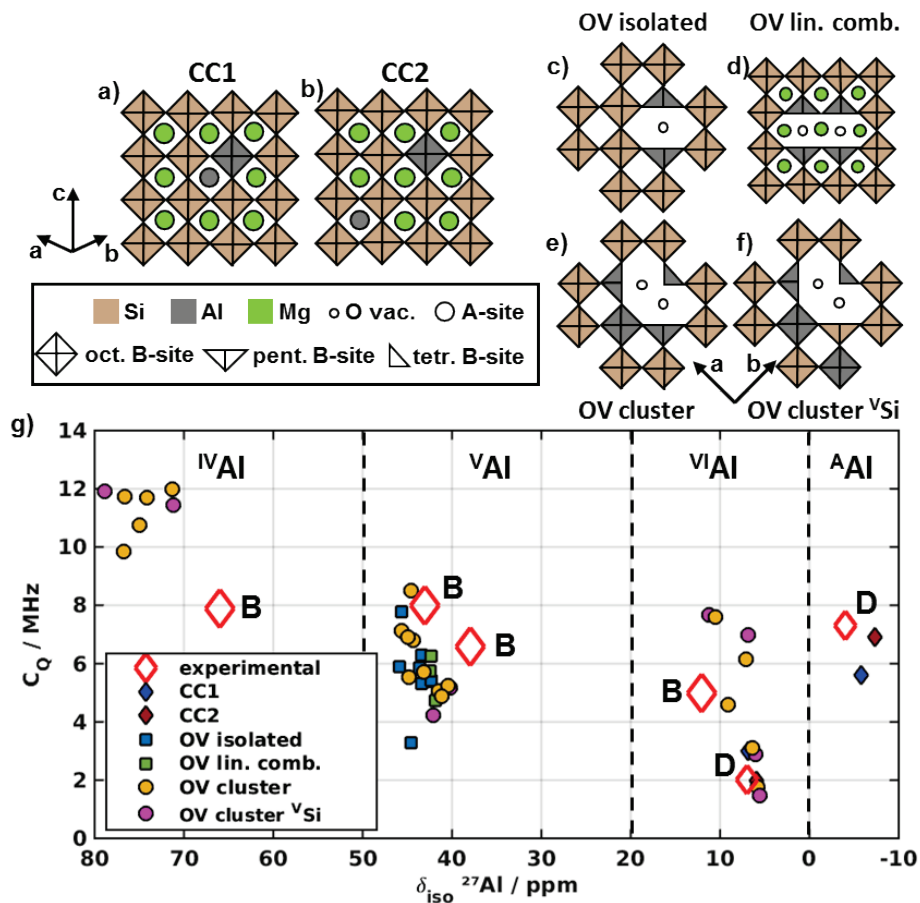 OV isolated OV lin. comb.
CC1 CC2
a) b) c) d)
c
a b
e) f)
Si Al Mg O vac. A-site
oct. B-site pent. B-site tetr. B-site
a b
OV cluster OV cluster ⱽSi
g)
14
12
10
8
6
4
2
0
C_Q / MHz
ᴵⱽAl ⱽAl ⱽᴵAl ᴬAl
B B B B D D
experimental
CC1
CC2
OV isolated
OV lin. comb.
OV cluster
OV cluster ⱽSi
80 70 60 50 40 30 20 10 0 -10
δ_iso ²⁷Al / ppm